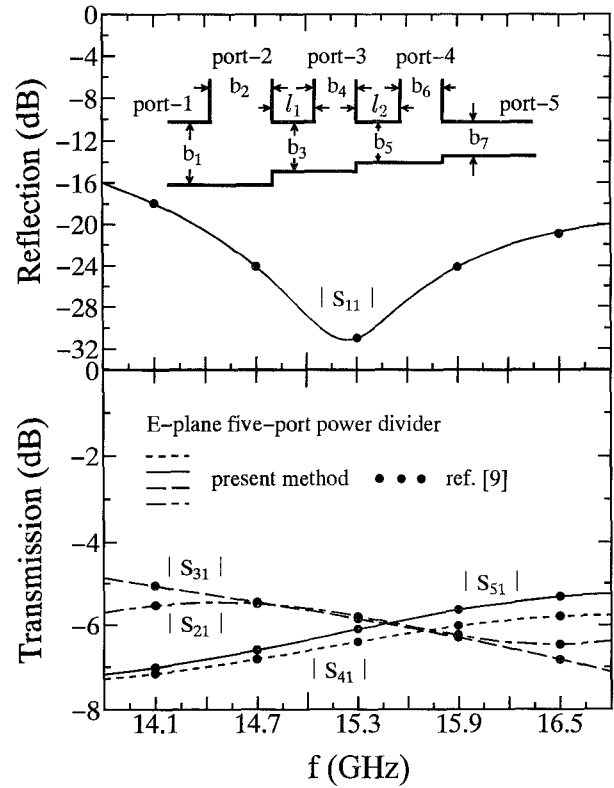 Reflection (dB)
0
-4
-8
-12
-16
-20
-24
-28
-32
port-1
port-2
port-3
port-4
port-5
b₁
b₂
l₁
b₃
b₄
l₂
b₅
b₆
b₇
| S₁₁ |
Transmission (dB)
0
-2
-4
-6
-8
E-plane five-port power divider
present method
ref. [9]
| S₃₁ |
| S₂₁ |
| S₄₁ |
| S₅₁ |
14.1 14.7 15.3 15.9 16.5
f (GHz)